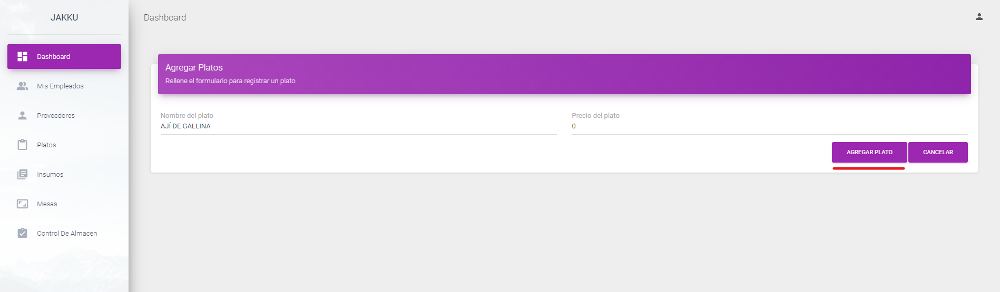 JAKKU
Dashboard
Mis Empleados
Proveedores
Platos
Insumos
Mesas
Control De Almacen
Dashboard
Agregar Platos
Rellene el formulario para registrar un plato
Nombre del plato
AJÍ DE GALLINA
Precio del plato
0
AGREGAR PLATO
CANCELAR